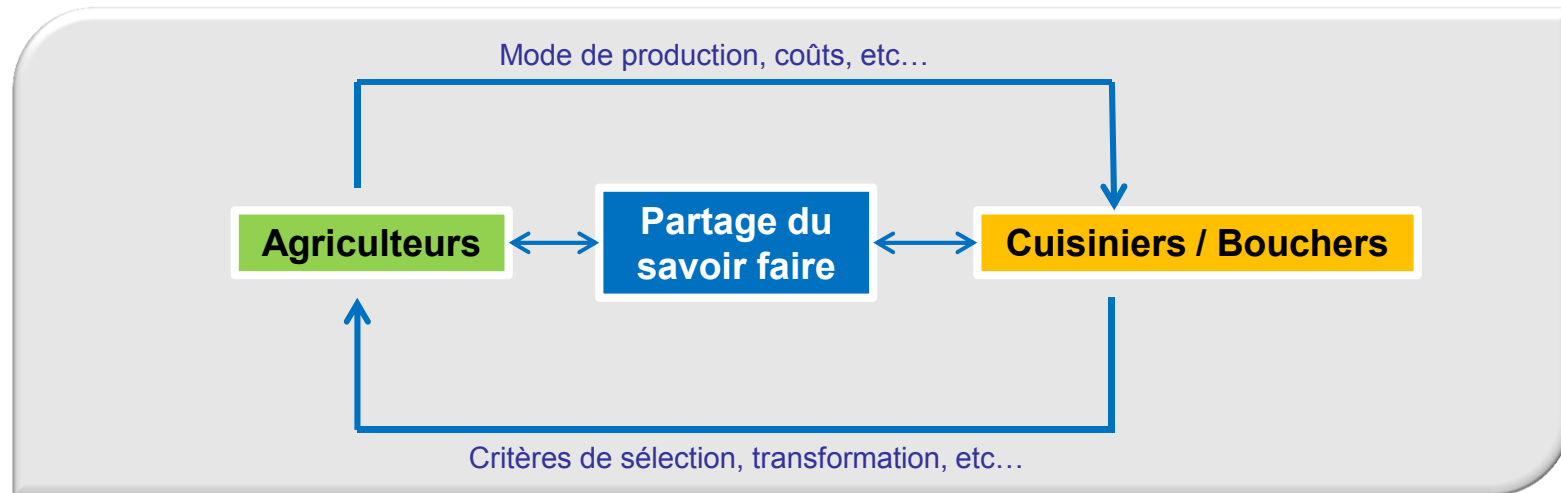 Mode de production, coûts, etc…
Agriculteurs
Partage du
savoir faire
Cuisiniers / Bouchers
Critères de sélection, transformation, etc…